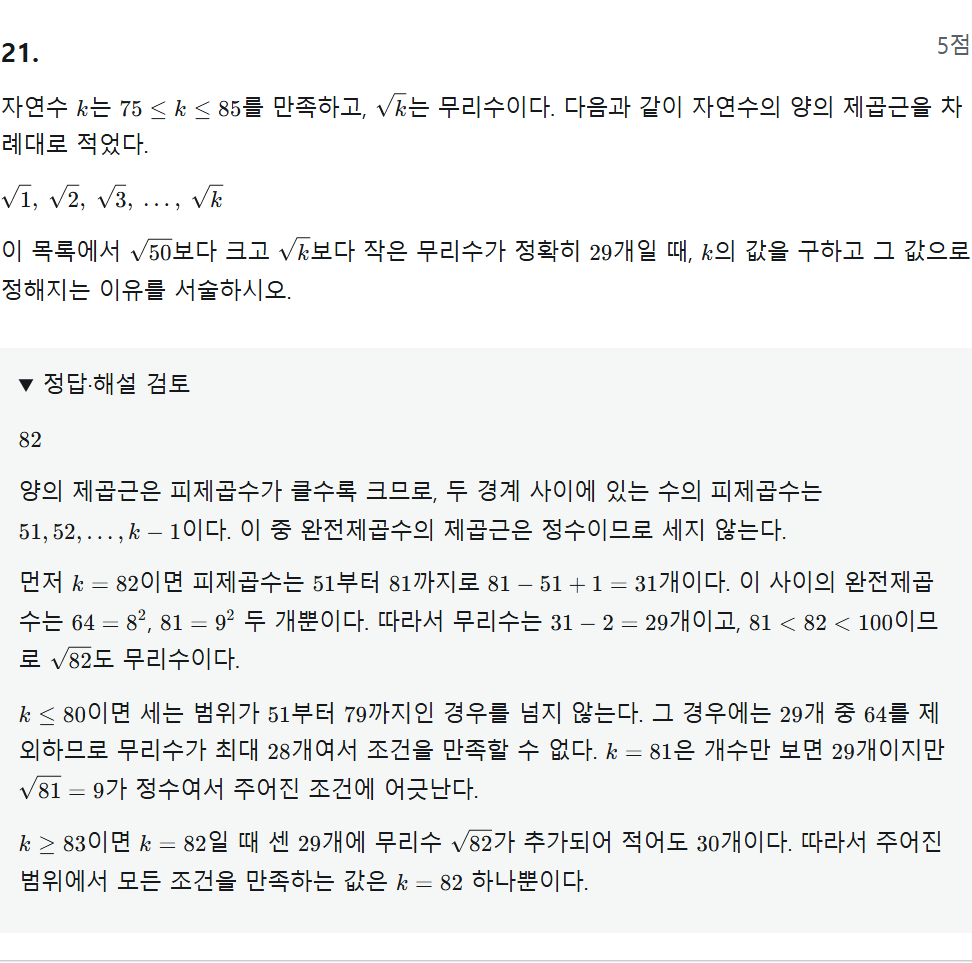 21.
5점
자연수 k는 75 ≤ k ≤ 85를 만족하고, √k는 무리수이다. 다음과 같이 자연수의 양의 제곱근을 차
례대로 적었다.
√1, √2, √3, …, √k
이 목록에서 √50보다 크고 √k보다 작은 무리수가 정확히 29개일 때, k의 값을 구하고 그 값으로
정해지는 이유를 서술하시오.
▼ 정답·해설 검토
82
양의 제곱근은 피제곱수가 클수록 크므로, 두 경계 사이에 있는 수의 피제곱수는
51, 52, …, k − 1이다. 이 중 완전제곱수의 제곱근은 정수이므로 세지 않는다.
먼저 k = 82이면 피제곱수는 51부터 81까지로 81 − 51 + 1 = 31개이다. 이 사이의 완전제곱
수는 64 = 8², 81 = 9² 두 개뿐이다. 따라서 무리수는 31 − 2 = 29개이고, 81 < 82 < 100이므
로 √82도 무리수이다.
k ≤ 80이면 세는 범위가 51부터 79까지인 경우를 넘지 않는다. 그 경우에는 29개 중 64를 제
외하므로 무리수가 최대 28개여서 조건을 만족할 수 없다. k = 81은 개수만 보면 29개이지만
√81 = 9가 정수여서 주어진 조건에 어긋난다.
k ≥ 83이면 k = 82일 때 센 29개에 무리수 √82가 추가되어 적어도 30개이다. 따라서 주어진
범위에서 모든 조건을 만족하는 값은 k = 82 하나뿐이다.